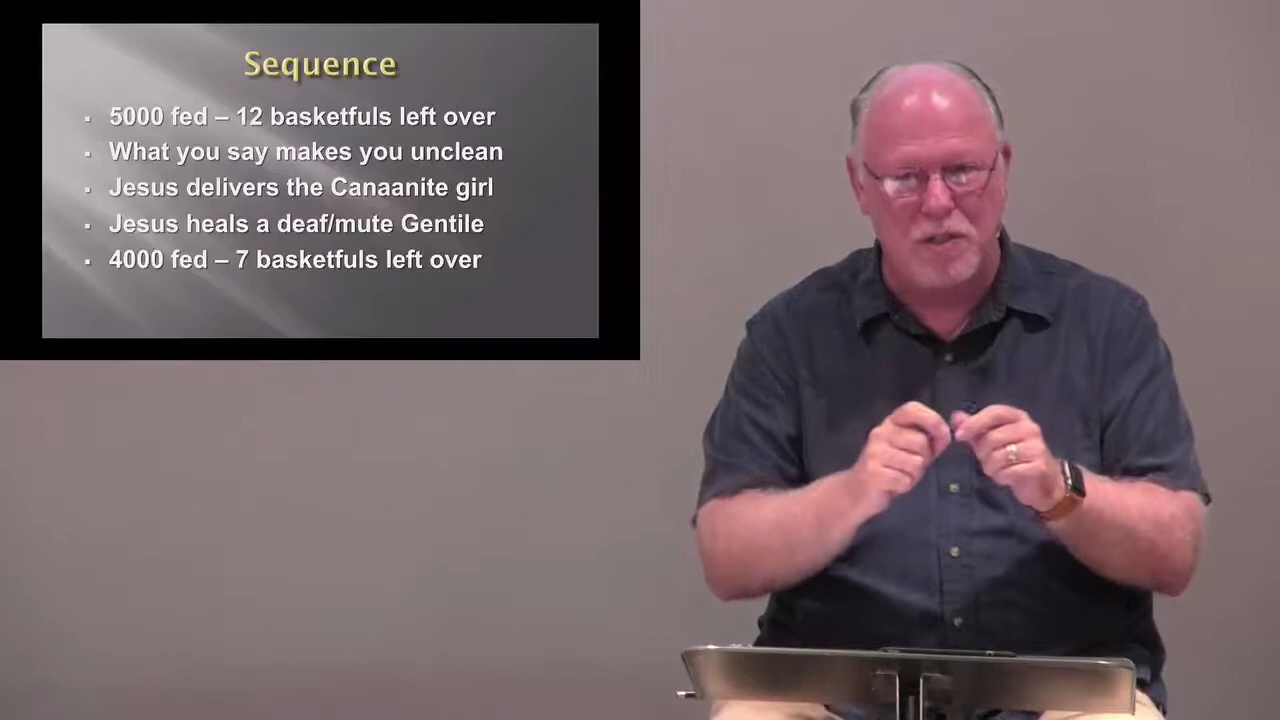 Sequence
5000 fed – 12 basketfuls left over
What you say makes you unclean
Jesus delivers the Canaanite girl
Jesus heals a deaf/mute Gentile
4000 fed – 7 basketfuls left over